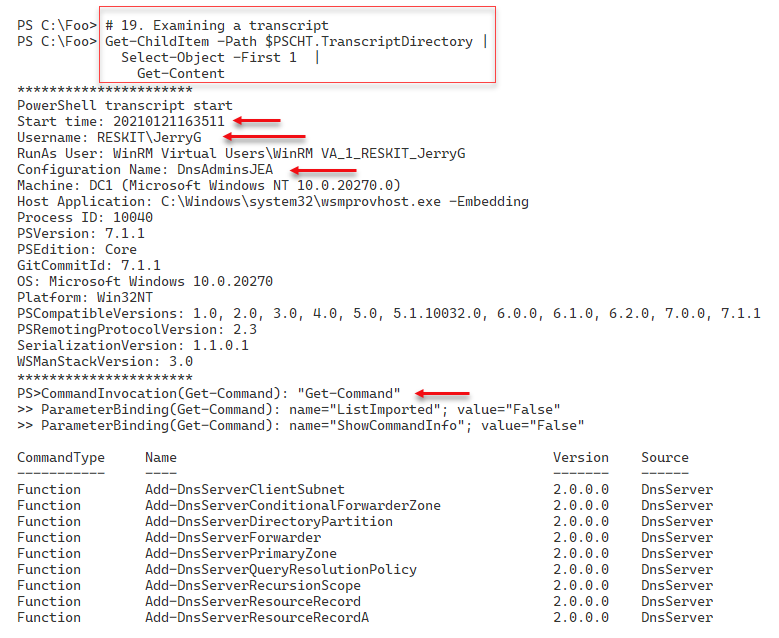 PS C:\Foo> # 19. Examining a transcript
PS C:\Foo> Get-ChildItem -Path $PSCHT.TranscriptDirectory |
Select-Object -First 1 |
Get-Content
**********************
PowerShell transcript start
Start time: 20210121163511
Username: RESKIT\JerryG
RunAs User: WinRM Virtual Users\WinRM VA_1_RESKIT_JerryG
Configuration Name: DnsAdminsJEA
Machine: DC1 (Microsoft Windows NT 10.0.20270.0)
Host Application: C:\Windows\system32\wsmprovhost.exe -Embedding
Process ID: 10040
PSVersion: 7.1.1
PSEdition: Core
GitCommitId: 7.1.1
OS: Microsoft Windows 10.0.20270
Platform: Win32NT
PSCompatibleVersions: 1.0, 2.0, 3.0, 4.0, 5.0, 5.1.10032.0, 6.0.0, 6.1.0, 6.2.0, 7.0.0, 7.1.1
PSRemotingProtocolVersion: 2.3
SerializationVersion: 1.1.0.1
WSManStackVersion: 3.0
**********************
PS>CommandInvocation(Get-Command): "Get-Command"
>> ParameterBinding(Get-Command): name="ListImported"; value="False"
>> ParameterBinding(Get-Command): name="ShowCommandInfo"; value="False"
CommandType Name Version Source
----------- ---- ------- ------
Function Add-DnsServerClientSubnet 2.0.0.0 DnsServer
Function Add-DnsServerConditionalForwarderZone 2.0.0.0 DnsServer
Function Add-DnsServerDirectoryPartition 2.0.0.0 DnsServer
Function Add-DnsServerForwarder 2.0.0.0 DnsServer
Function Add-DnsServerPrimaryZone 2.0.0.0 DnsServer
Function Add-DnsServerQueryResolutionPolicy 2.0.0.0 DnsServer
Function Add-DnsServerRecursionScope 2.0.0.0 DnsServer
Function Add-DnsServerResourceRecord 2.0.0.0 DnsServer
Function Add-DnsServerResourceRecordA 2.0.0.0 DnsServer